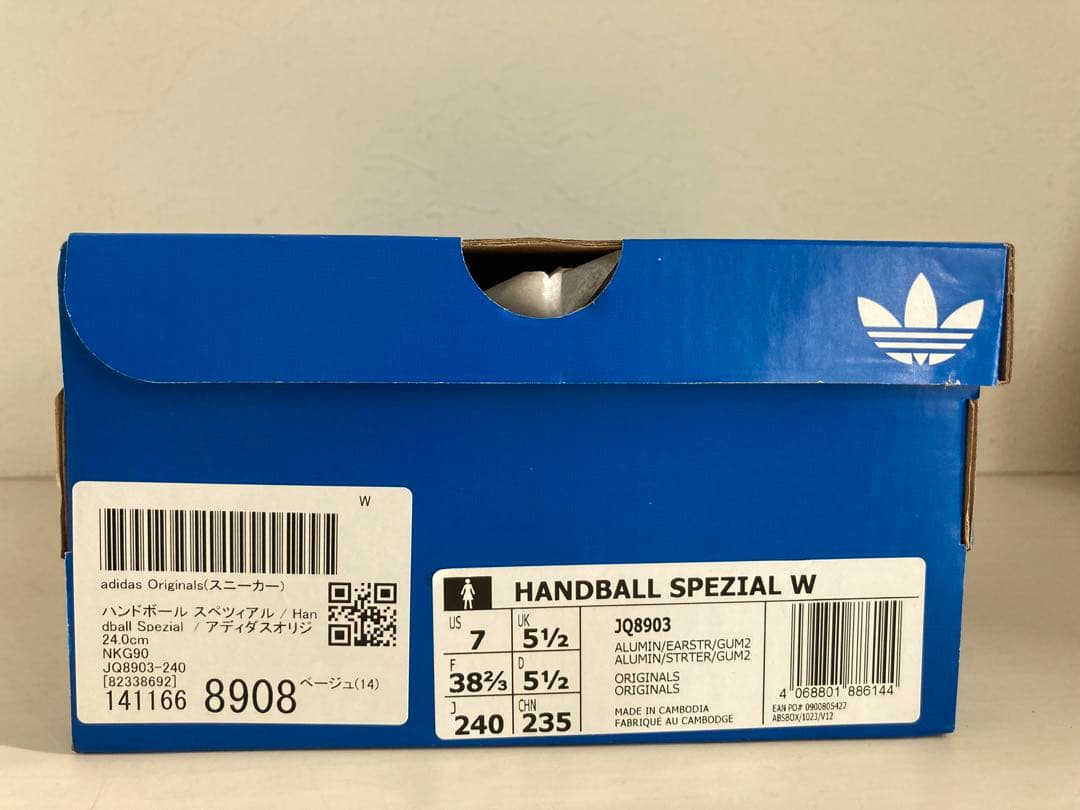 W
adidas Originals(スニーカー)
ハンドボール スペツィアル / Han
dball Spezial / アディダスオリジ
24.0cm
NKG90
JQ8903-240
[82338692]
141166 8908 ベージュ(14)
HANDBALL SPEZIAL W
US 7 UK 5½
F 38⅔ D 5½
J 240 CHN 235
JQ8903
ALUMIN/EARSTR/GUM2
ALUMIN/STRTER/GUM2
ORIGINALS
ORIGINALS
MADE IN CAMBODIA
FABRIQUÉ AU CAMBODGE
4 068801 886144
EAN PO# 0900805427
ABSBOX/1023/V12